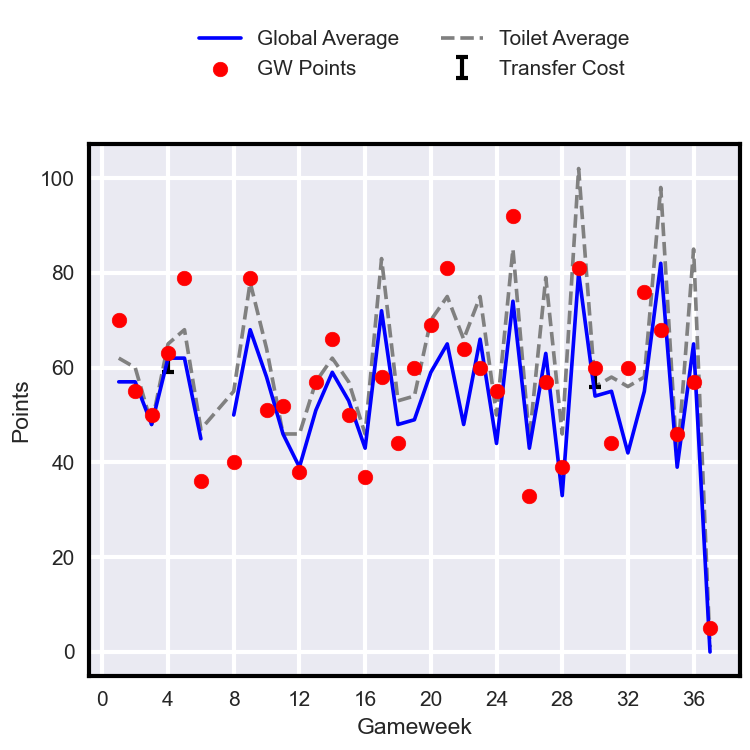 Global Average
Toilet Average
GW Points
Transfer Cost
100
80
60
40
20
0
Points
0 4 8 12 16 20 24 28 32 36
Gameweek